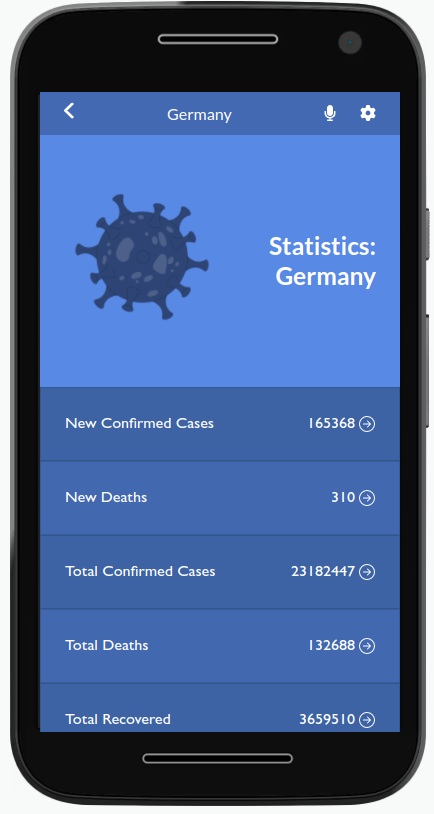 Germany
Statistics:
Germany
New Confirmed Cases 165368
New Deaths 310
Total Confirmed Cases 23182447
Total Deaths 132688
Total Recovered 3659510